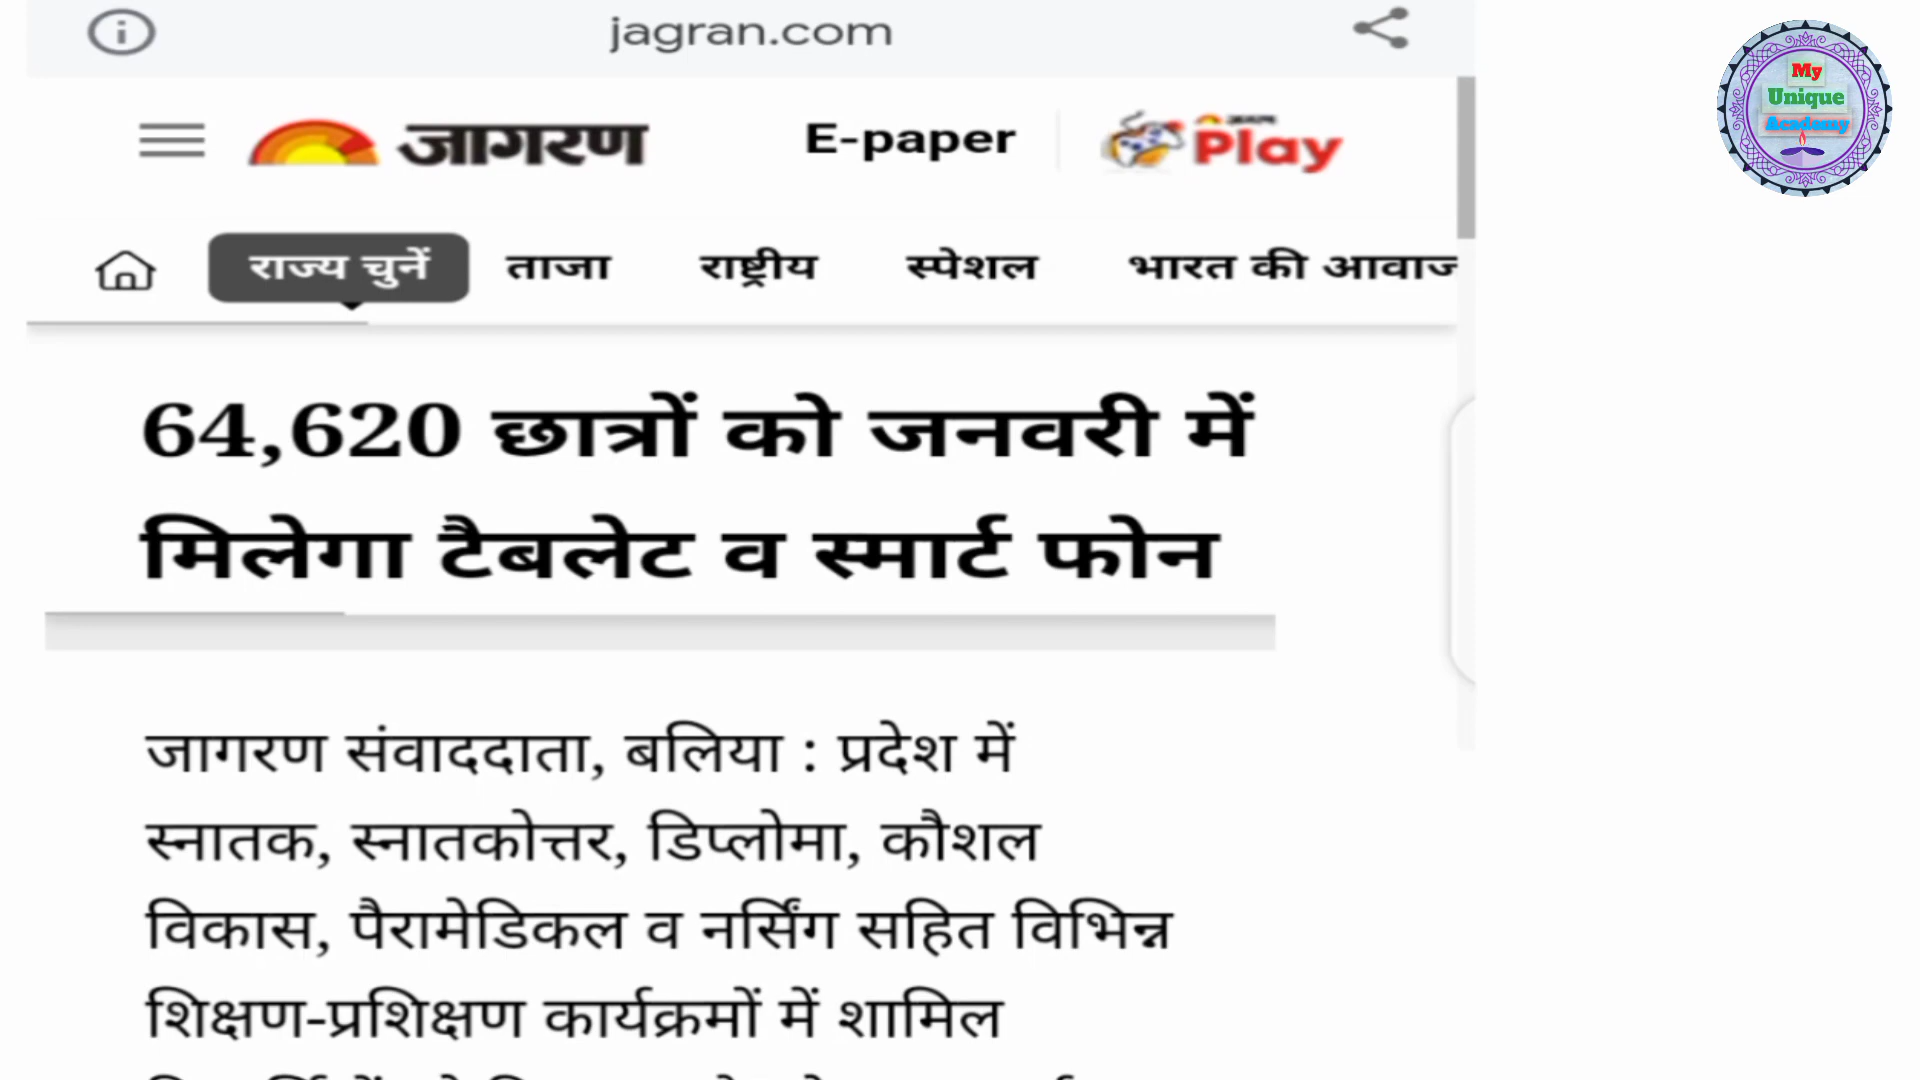 jagran.com
जागरण
E-paper
Play
राज्य चुनें ताजा राष्ट्रीय स्पेशल भारत की आवाज
64,620 छात्रों को जनवरी में
मिलेगा टैबलेट व स्मार्ट फोन
जागरण संवाददाता, बलिया : प्रदेश में
स्नातक, स्नातकोत्तर, डिप्लोमा, कौशल
विकास, पैरामेडिकल व नर्सिंग सहित विभिन्न
शिक्षण-प्रशिक्षण कार्यक्रमों में शामिल
My
Unique
Academy